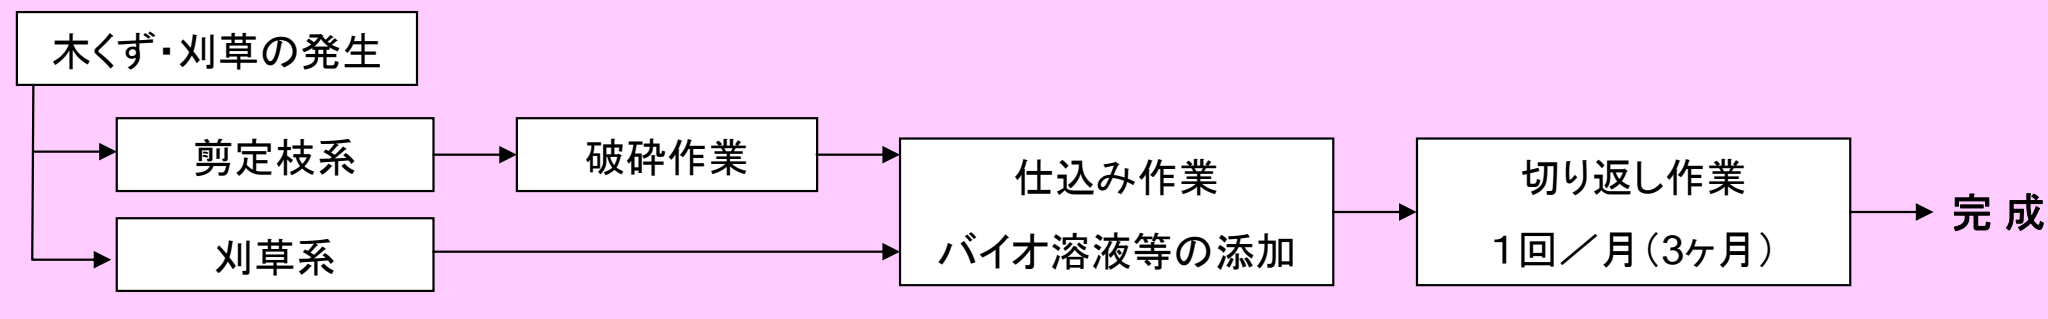 木くず・刈草の発生
剪定枝系
破砕作業
刈草系
仕込み作業
バイオ溶液等の添加
切り返し作業
1回／月（3ヶ月）
完 成